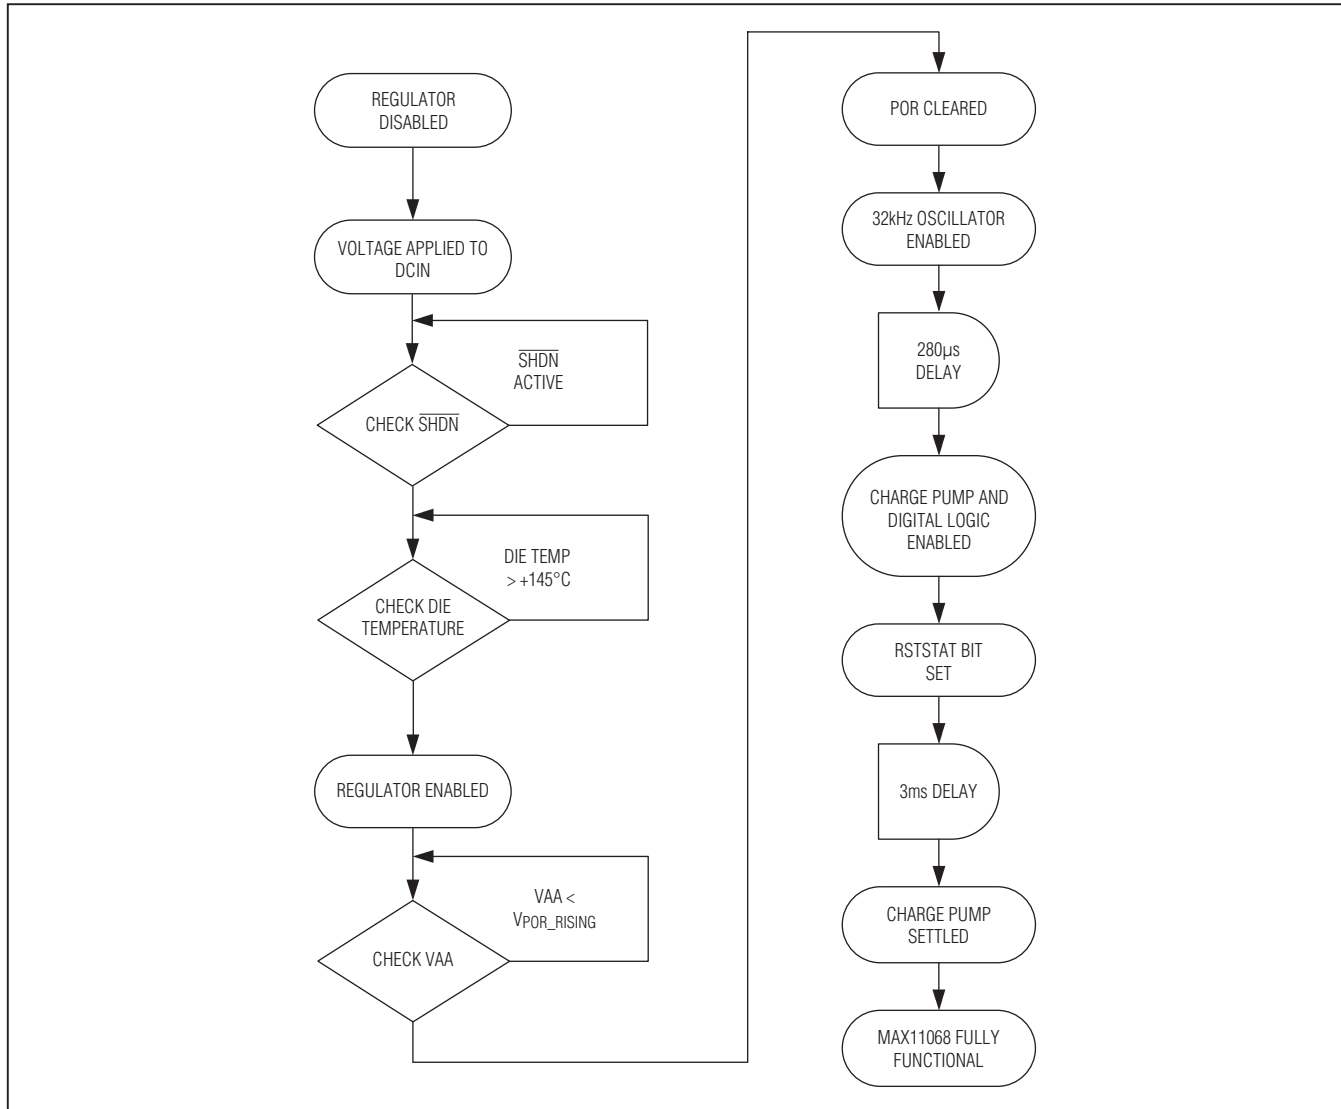 REGULATOR
DISABLED
VOLTAGE APPLIED TO
DCIN
SHDN
ACTIVE
CHECK SHDN
DIE TEMP
> +145°C
CHECK DIE
TEMPERATURE
REGULATOR ENABLED
VAA <
VPOR_RISING
CHECK VAA
POR CLEARED
32kHz OSCILLATOR
ENABLED
280µs
DELAY
CHARGE PUMP AND
DIGITAL LOGIC
ENABLED
RSTSTAT BIT
SET
3ms DELAY
CHARGE PUMP
SETTLED
MAX11068 FULLY
FUNCTIONAL